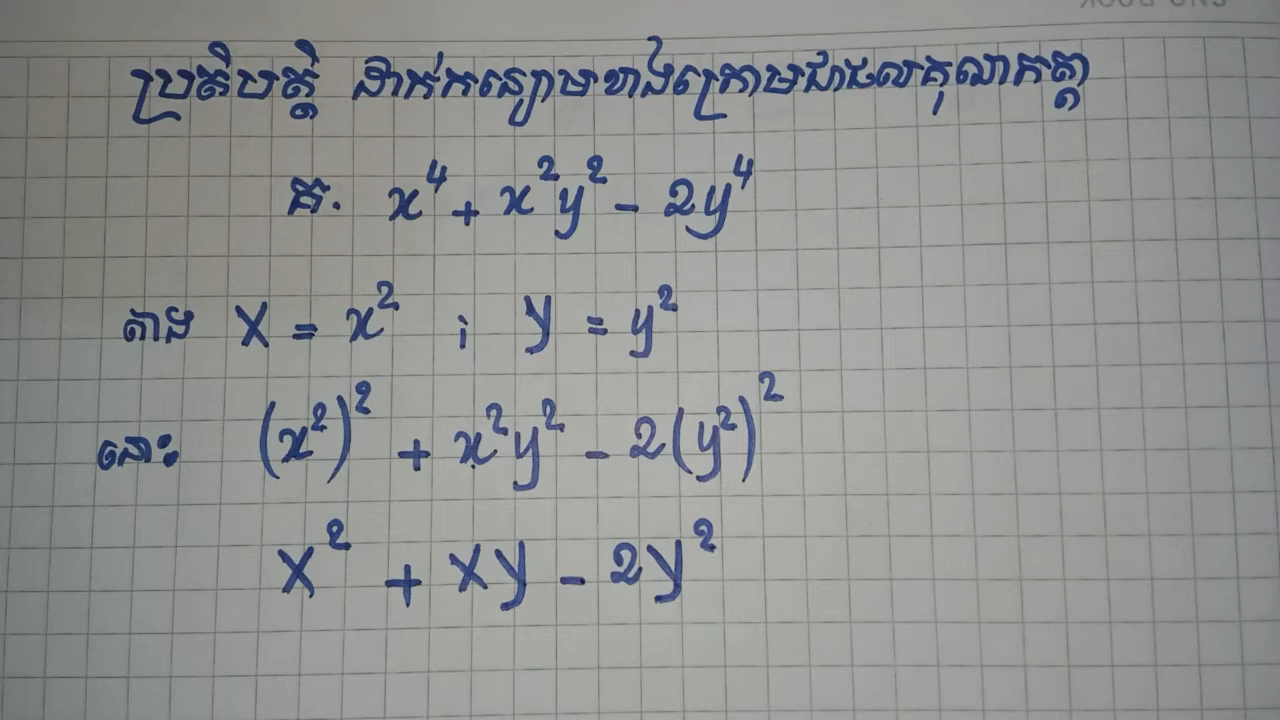 ប្រតិបត្តិ ដាក់កន្សោមខាងក្រោមជាផលគុណកត្តា
គ. x⁴ + x²y² - 2y⁴
តាង X = x² ; Y = y²
នោះ (x²)² + x²y² - 2(y²)²
X² + XY - 2Y²